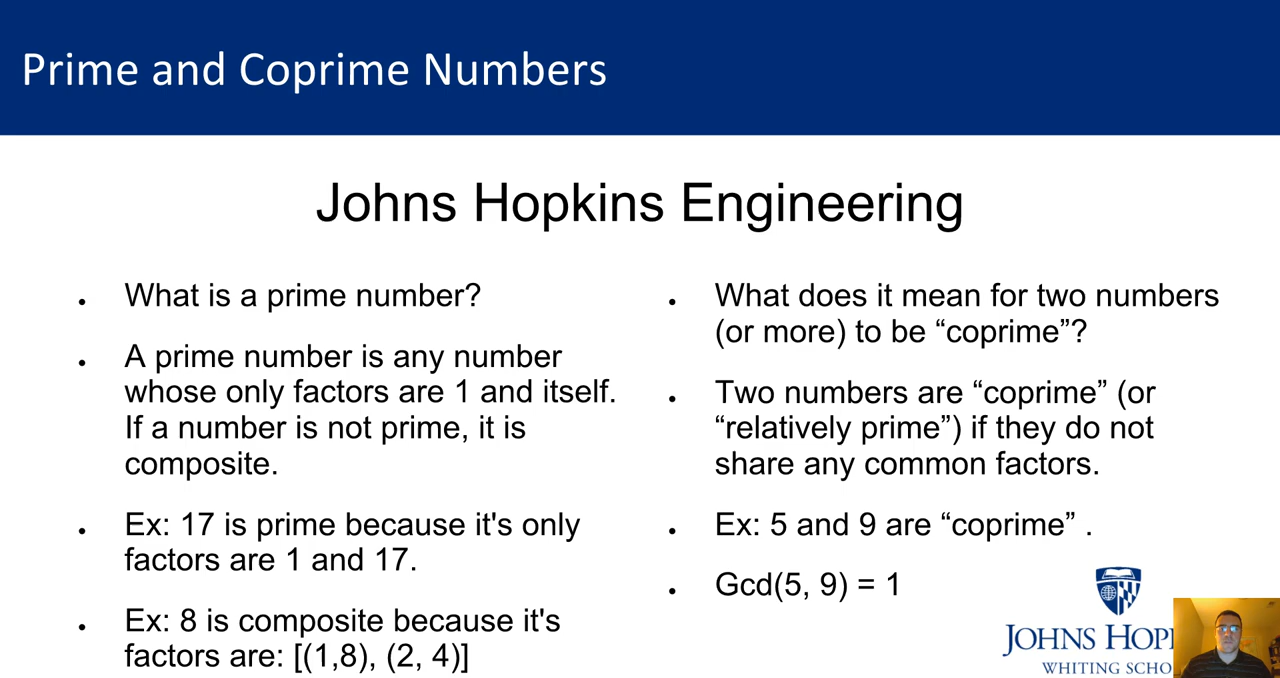 Prime and Coprime Numbers
Johns Hopkins Engineering
What is a prime number?
A prime number is any number
whose only factors are 1 and itself.
If a number is not prime, it is
composite.
Ex: 17 is prime because it's only
factors are 1 and 17.
Ex: 8 is composite because it's
factors are: [(1,8), (2, 4)]
What does it mean for two numbers
(or more) to be “coprime”?
Two numbers are “coprime” (or
“relatively prime”) if they do not
share any common factors.
Ex: 5 and 9 are “coprime” .
Gcd(5, 9) = 1
JOHNS HOP
WHITING SCHO